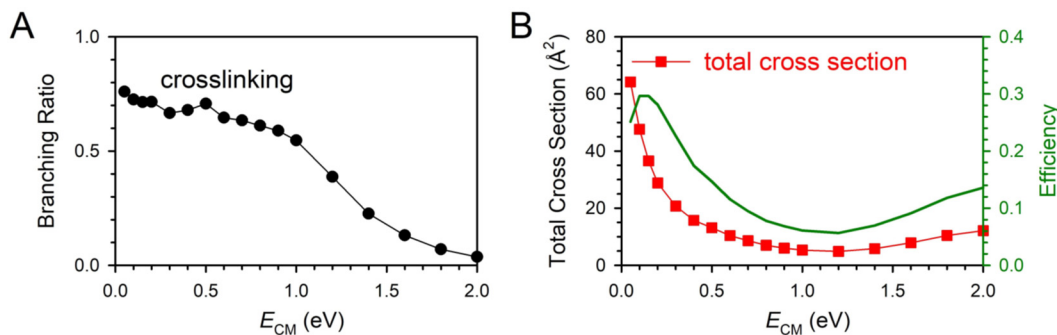 A
Branching Ratio
1.0
0.5
0.0
crosslinking
0.0 0.5 1.0 1.5 2.0
E_CM (eV)
B
Total Cross Section (Å²)
80
60
40
20
0
total cross section
0.4
0.3
0.2
0.1
0.0
Efficiency
0.0 0.5 1.0 1.5 2.0
E_CM (eV)